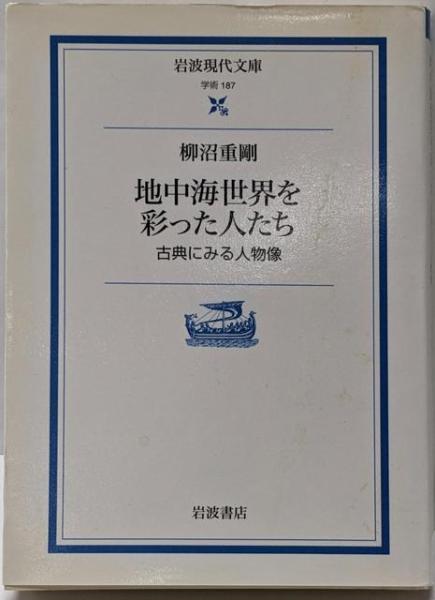 岩波現代文庫
学術 187
柳沼重剛
地中海世界を
彩った人たち
古典にみる人物像
岩波書店